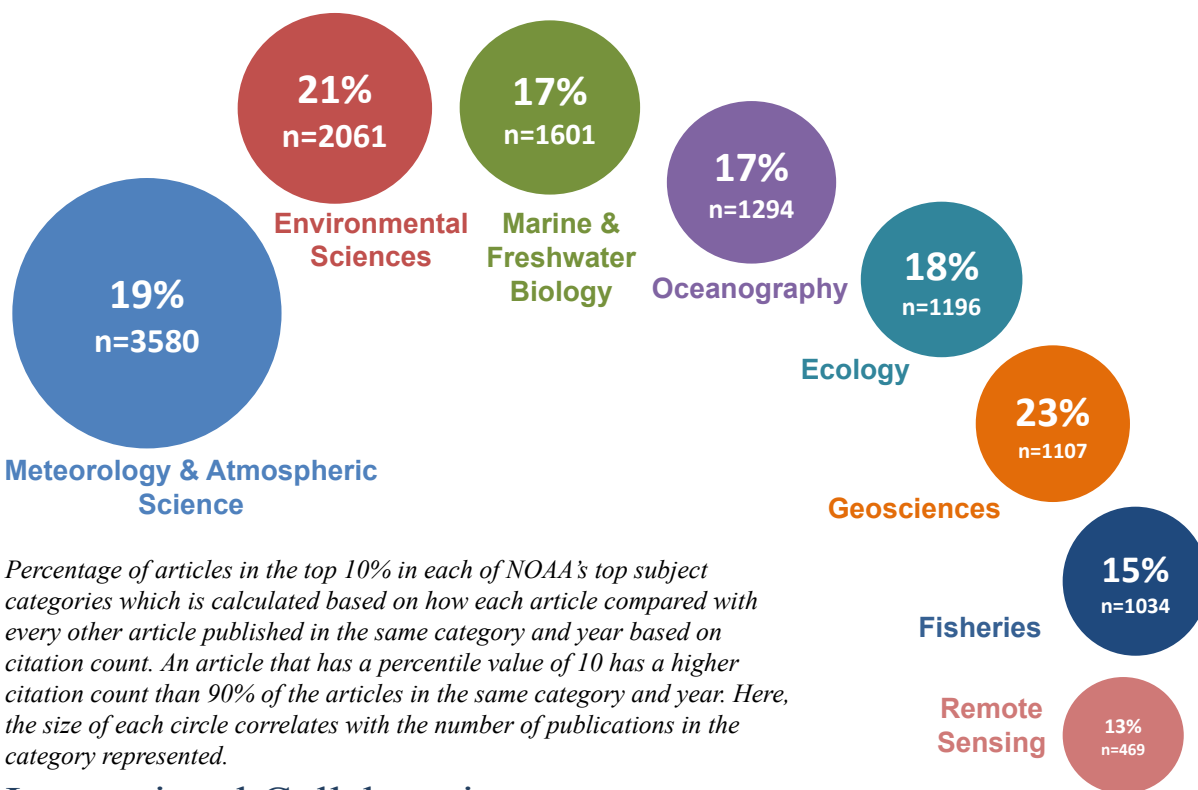 21%
n=2061
Environmental
Sciences
17%
n=1601
Marine &
Freshwater
Biology
17%
n=1294
Oceanography
18%
n=1196
Ecology
19%
n=3580
Meteorology & Atmospheric
Science
23%
n=1107
Geosciences
15%
n=1034
Fisheries
13%
n=469
Remote
Sensing
Percentage of articles in the top 10% in each of NOAA’s top subject
categories which is calculated based on how each article compared with
every other article published in the same category and year based on
citation count. An article that has a percentile value of 10 has a higher
citation count than 90% of the articles in the same category and year. Here,
the size of each circle correlates with the number of publications in the
category represented.